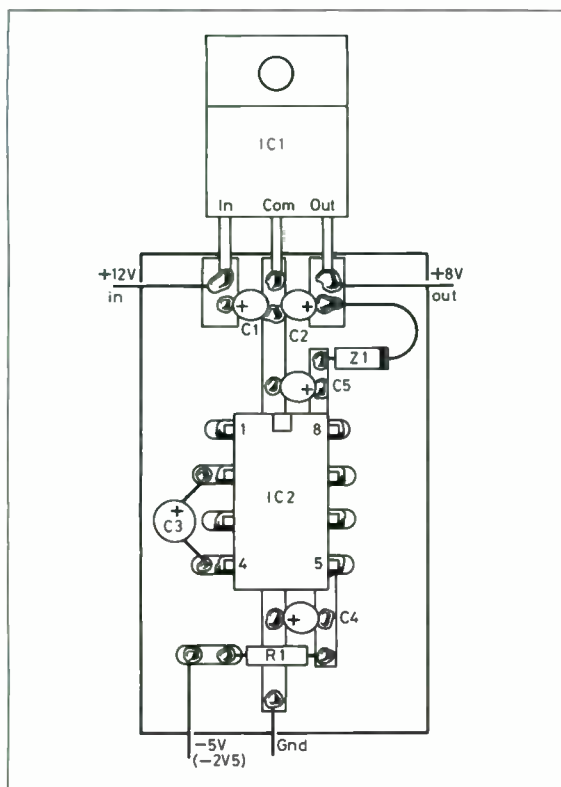 IC1
In Com Out
+12V
in
+8V
out
+ +
C1 C2
Z1
+ C5
1 8
IC2
+
C3
4 5
+ C4
R1
-5V
(-2V5)
Gnd